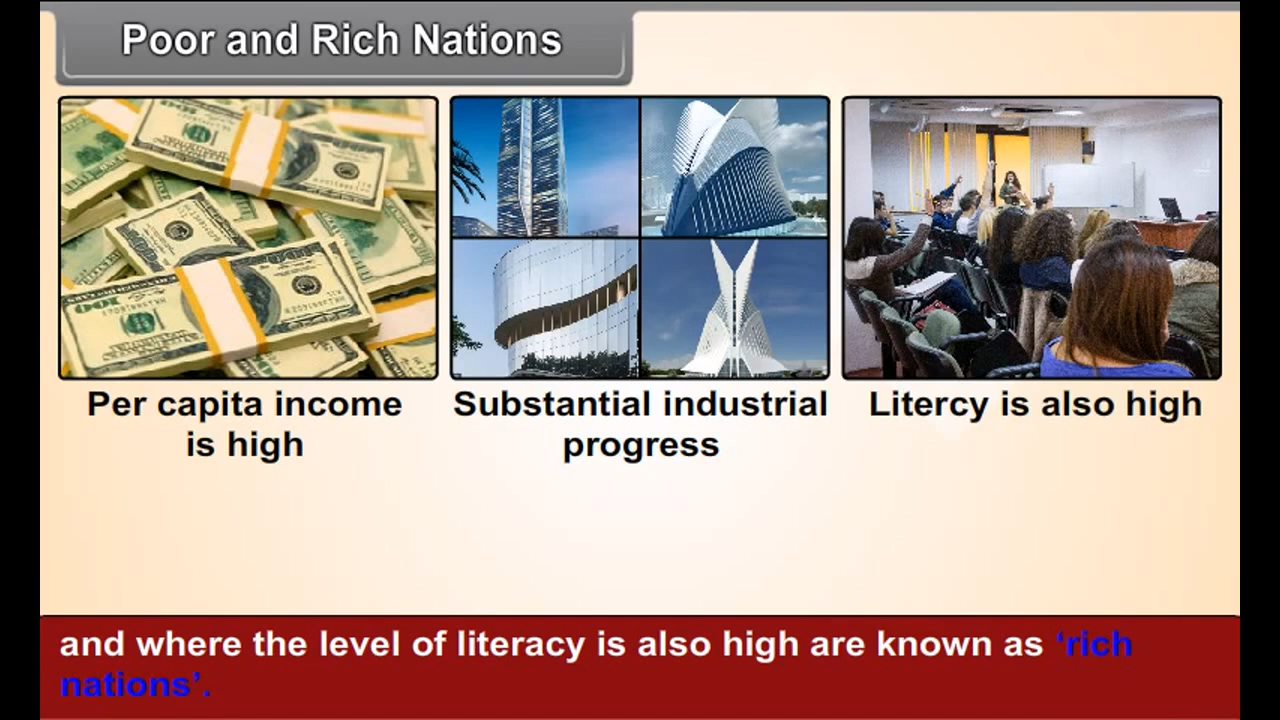 Poor and Rich Nations
Per capita income
is high
Substantial industrial
progress
Litercy is also high
and where the level of literacy is also high are known as ‘rich
nations’.